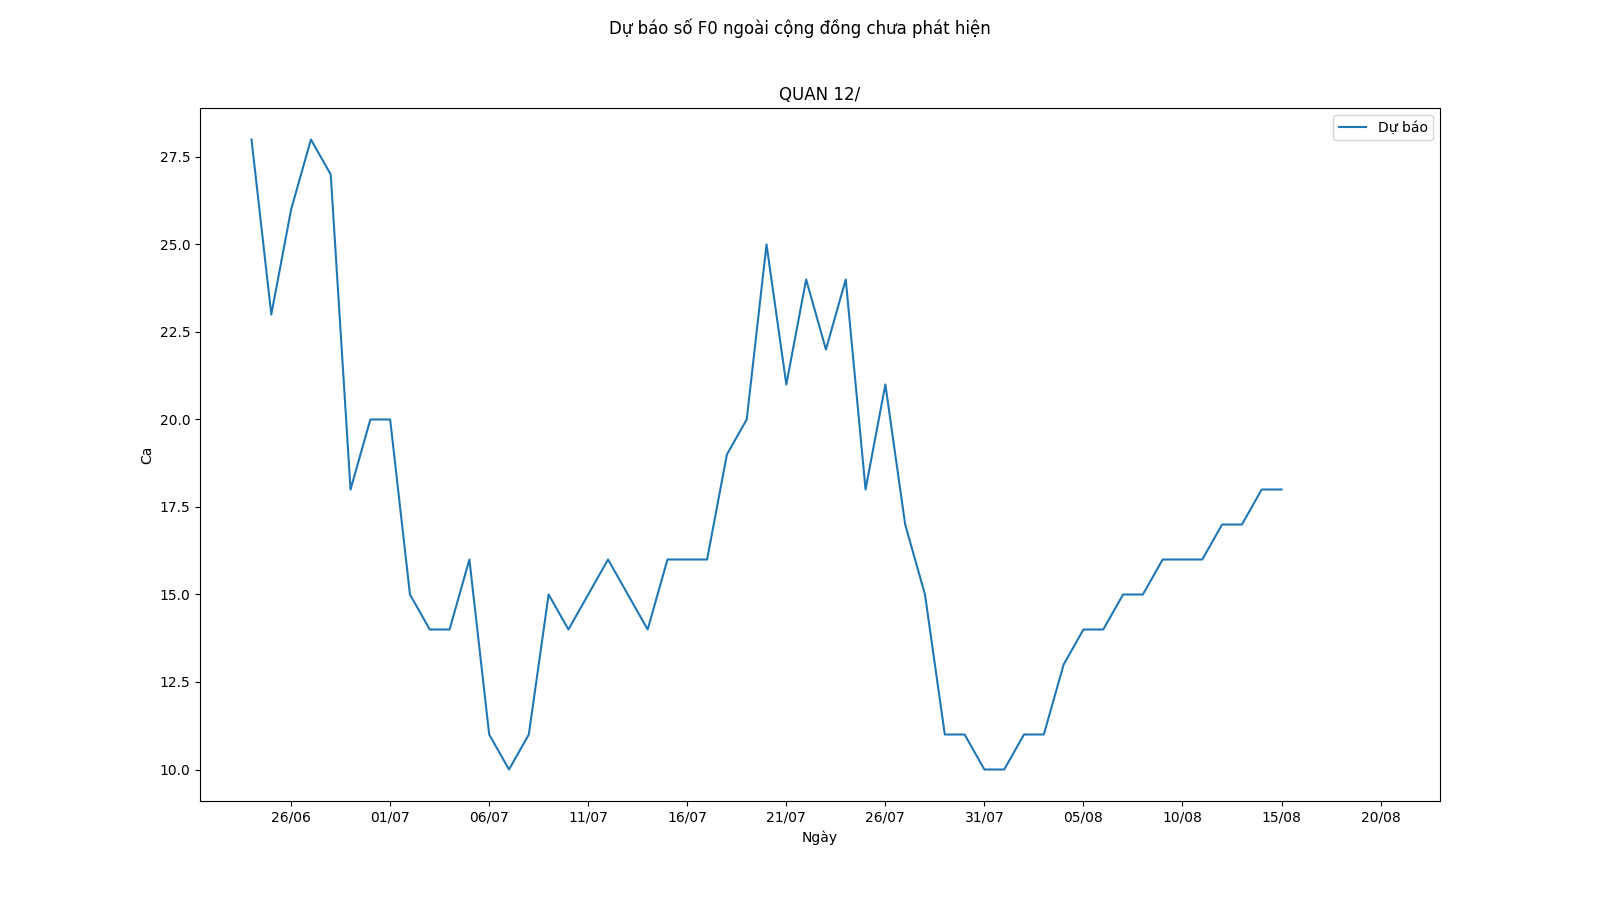 Dự báo số F0 ngoài cộng đồng chưa phát hiện
QUAN 12/
Dự báo
27.5
25.0
22.5
20.0
17.5
15.0
12.5
10.0
Ca
26/06 01/07 06/07 11/07 16/07 21/07 26/07 31/07 05/08 10/08 15/08 20/08
Ngày